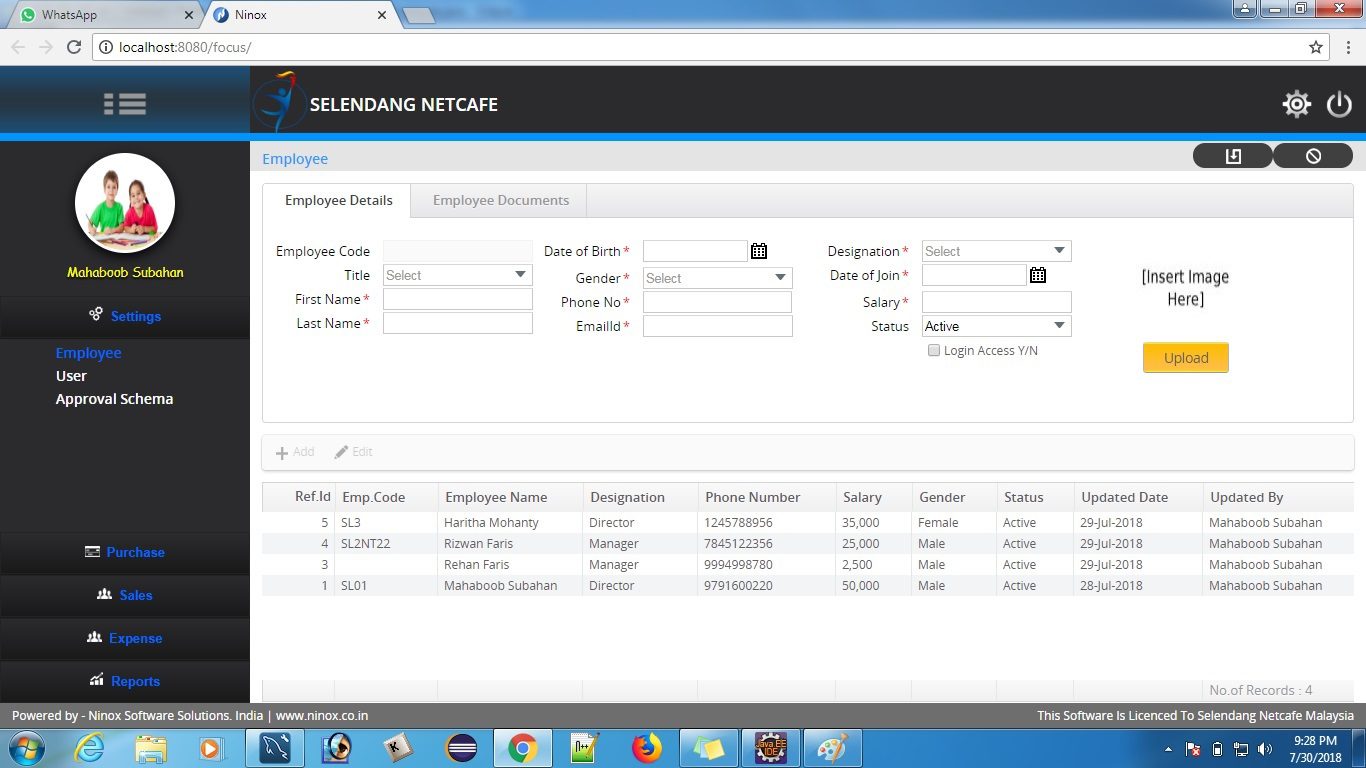 WhatsApp
Ninox
localhost:8080/focus/
SELENDANG NETCAFE
Mahaboob Subahan
Settings
Employee
User
Approval Schema
Purchase
Sales
Expense
Reports
Employee
Employee Details Employee Documents
Employee Code Date of Birth* Designation* Select
Title Select Gender* Select Date of Join*
First Name* Phone No* Salary*
Last Name* EmailId* Status Active
Login Access Y/N
[Insert Image
Here]
Upload
Add Edit
Ref.Id Emp.Code Employee Name Designation Phone Number Salary Gender Status Updated Date Updated By
5 SL3 Haritha Mohanty Director 1245788956 35,000 Female Active 29-Jul-2018 Mahaboob Subahan
4 SL2NT22 Rizwan Faris Manager 7845122356 25,000 Male Active 29-Jul-2018 Mahaboob Subahan
3 Rehan Faris Manager 9994998780 2,500 Male Active 29-Jul-2018 Mahaboob Subahan
1 SL01 Mahaboob Subahan Director 9791600220 50,000 Male Active 28-Jul-2018 Mahaboob Subahan
No.of Records : 4
Powered by - Ninox Software Solutions. India | www.ninox.co.in
This Software Is Licenced To Selendang Netcafe Malaysia
K
n++
Java EE
IDE
9:28 PM
7/30/2018